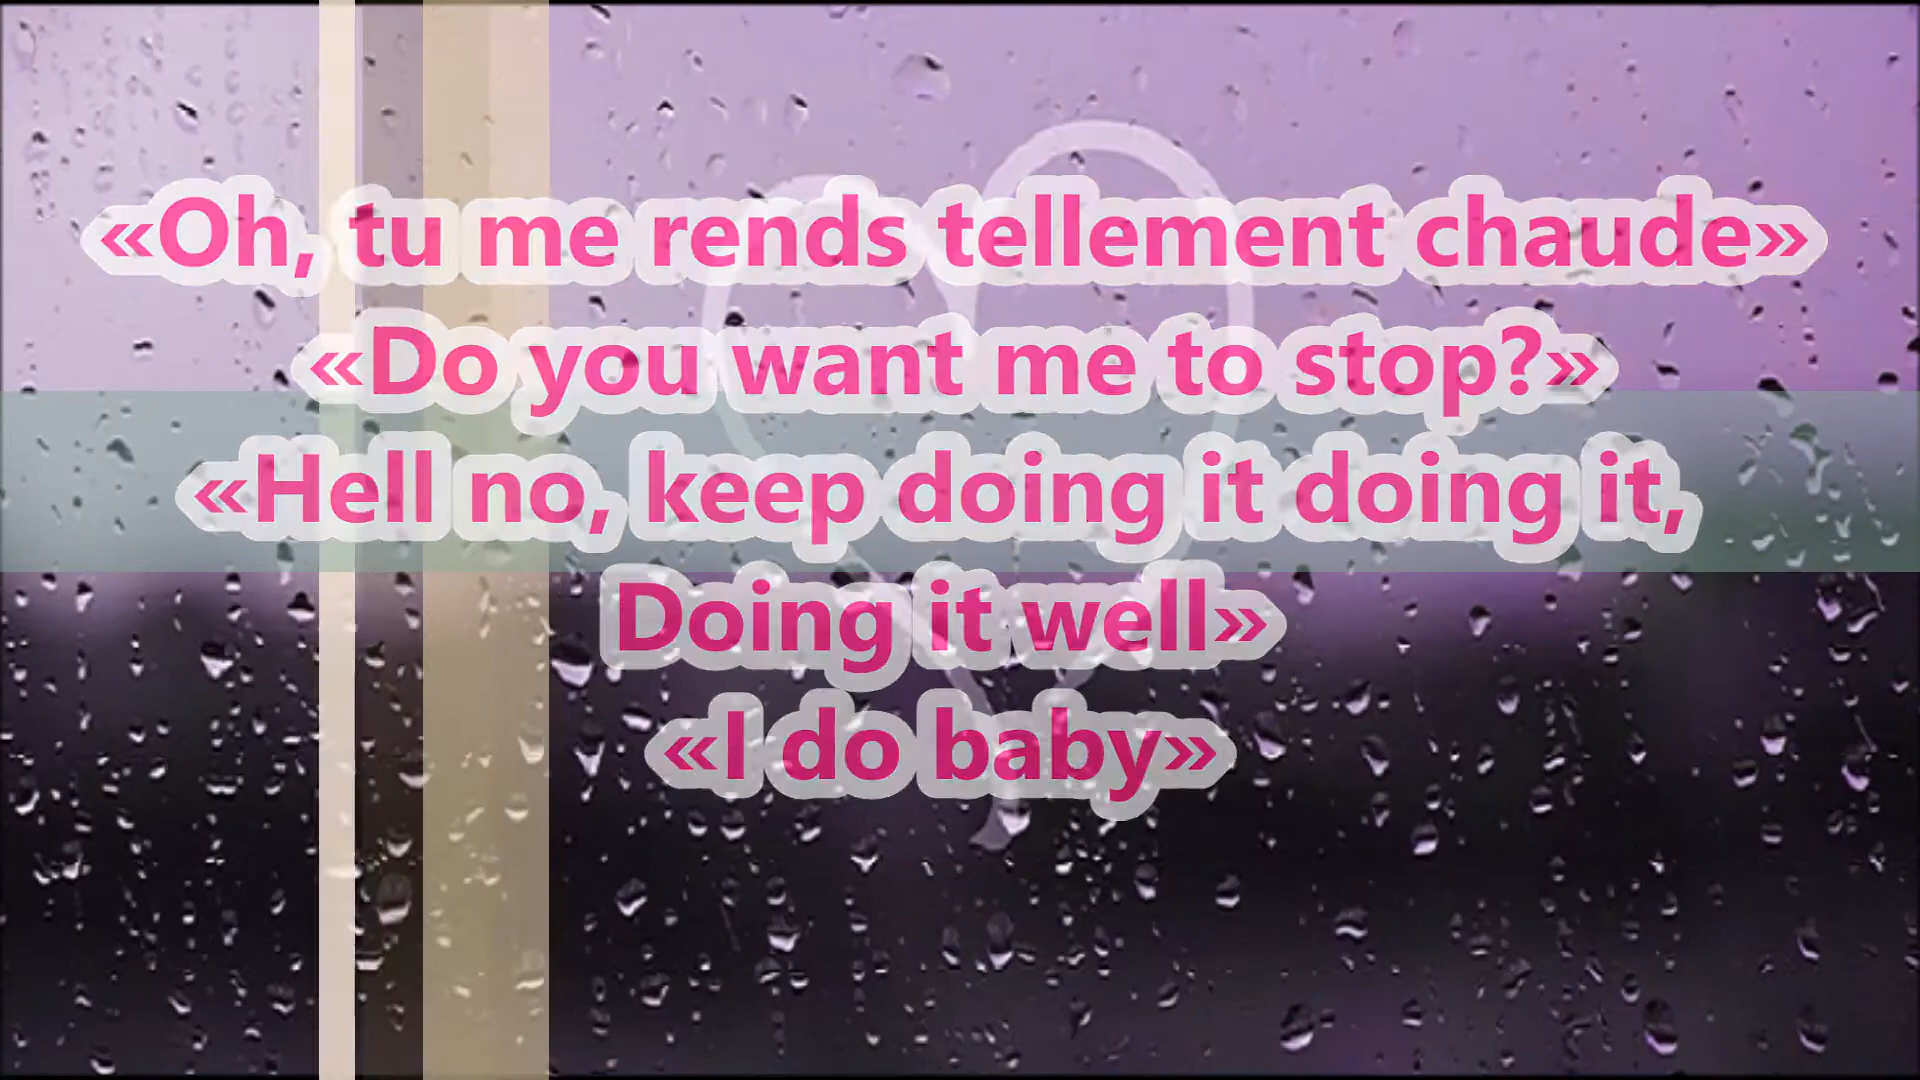 «Oh, tu me rends tellement chaude»
«Do you want me to stop?»
«Hell no, keep doing it doing it,
Doing it well»
«I do baby»